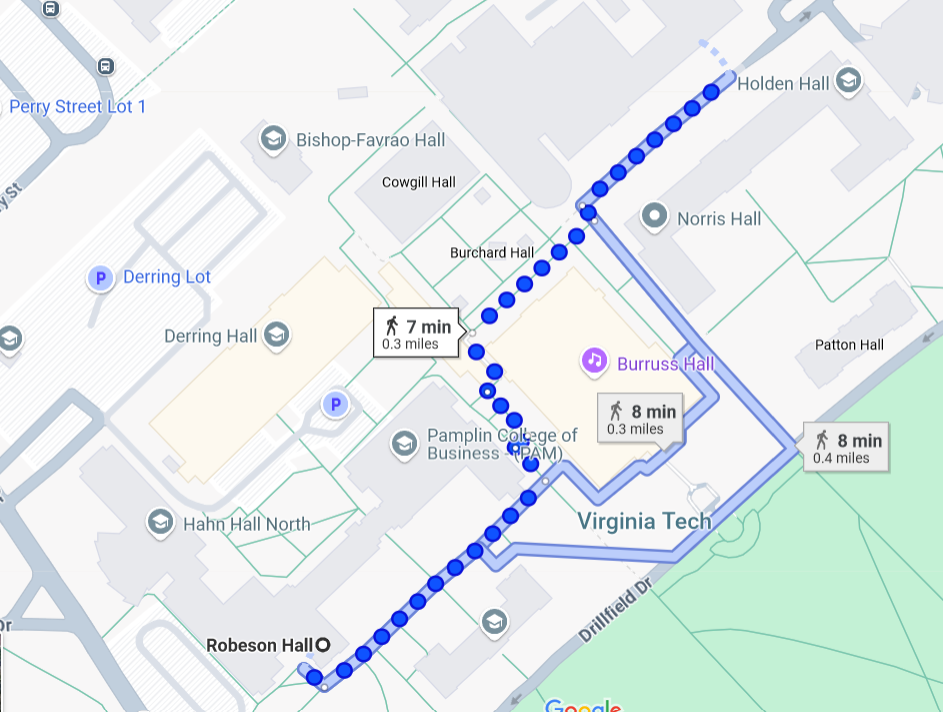 Holden Hall
Perry Street Lot 1
Bishop-Favrao Hall
Cowgill Hall
y St
Norris Hall
Burchard Hall
P
Derring Lot
7 min
0.3 miles
Derring Hall
Patton Hall
Burruss Hall
P
8 min
0.3 miles
Pamplin College of
Business - (PAM)
8 min
0.4 miles
Virginia Tech
Hahn Hall North
Drillfield Dr
Dr
Robeson Hall
Google